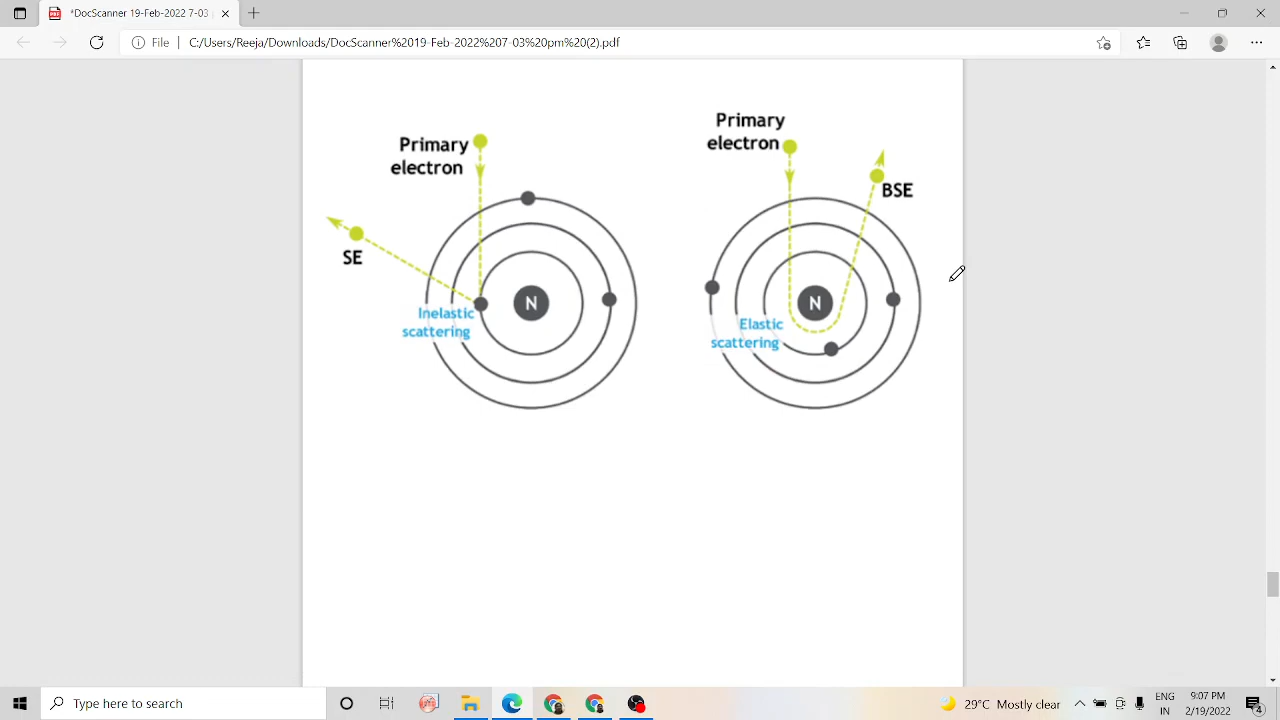 *DocScanner 19-Feb-2022 7-03
File
C:/Users/Reeja/Downloads/DocScanner%2019-Feb-2022%207-03%20pm%20(2).pdf
Primary
electron
SE
Inelastic
scattering
N
Primary
electron
BSE
N
Elastic
scattering
Type here to search
29°C Mostly clear
ENG
IN
9:07 PM
2/19/2022